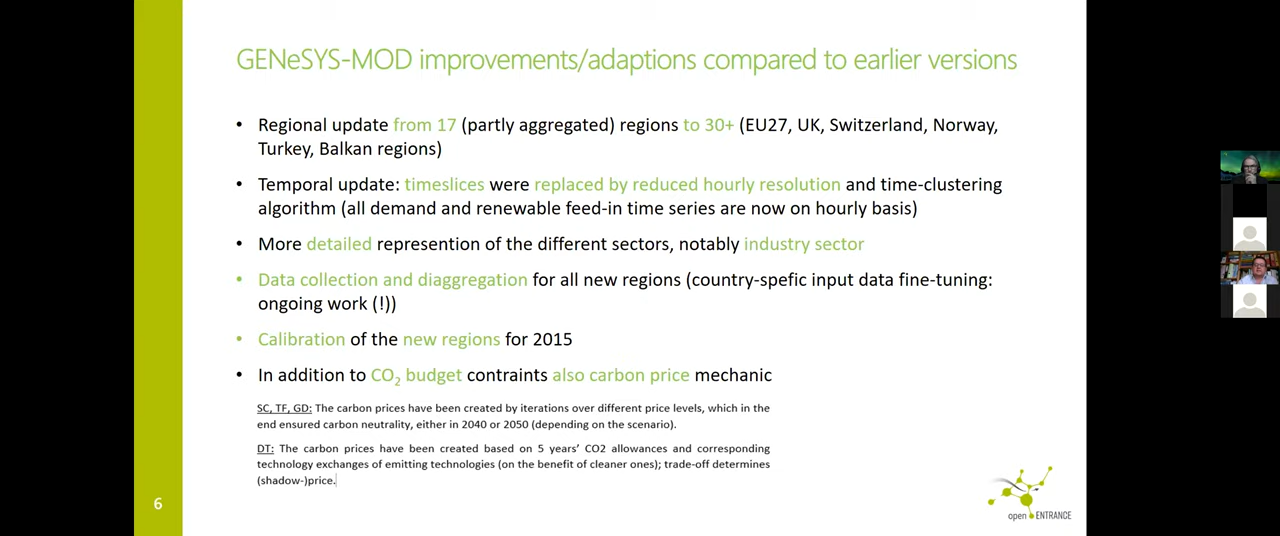 GENeSYS-MOD improvements/adaptions compared to earlier versions
• Regional update from 17 (partly aggregated) regions to 30+ (EU27, UK, Switzerland, Norway,
Turkey, Balkan regions)
• Temporal update: timeslices were replaced by reduced hourly resolution and time-clustering
algorithm (all demand and renewable feed-in time series are now on hourly basis)
• More detailed represention of the different sectors, notably industry sector
• Data collection and diaggregation for all new regions (country-spefic input data fine-tuning:
ongoing work (!))
• Calibration of the new regions for 2015
• In addition to CO₂ budget contraints also carbon price mechanic
SC, TF, GD: The carbon prices have been created by iterations over different price levels, which in the
end ensured carbon neutrality, either in 2040 or 2050 (depending on the scenario).
DT: The carbon prices have been created based on 5 years' CO2 allowances and corresponding
technology exchanges of emitting technologies (on the benefit of cleaner ones); trade-off determines
(shadow-)price.
6
open ENTRANCE